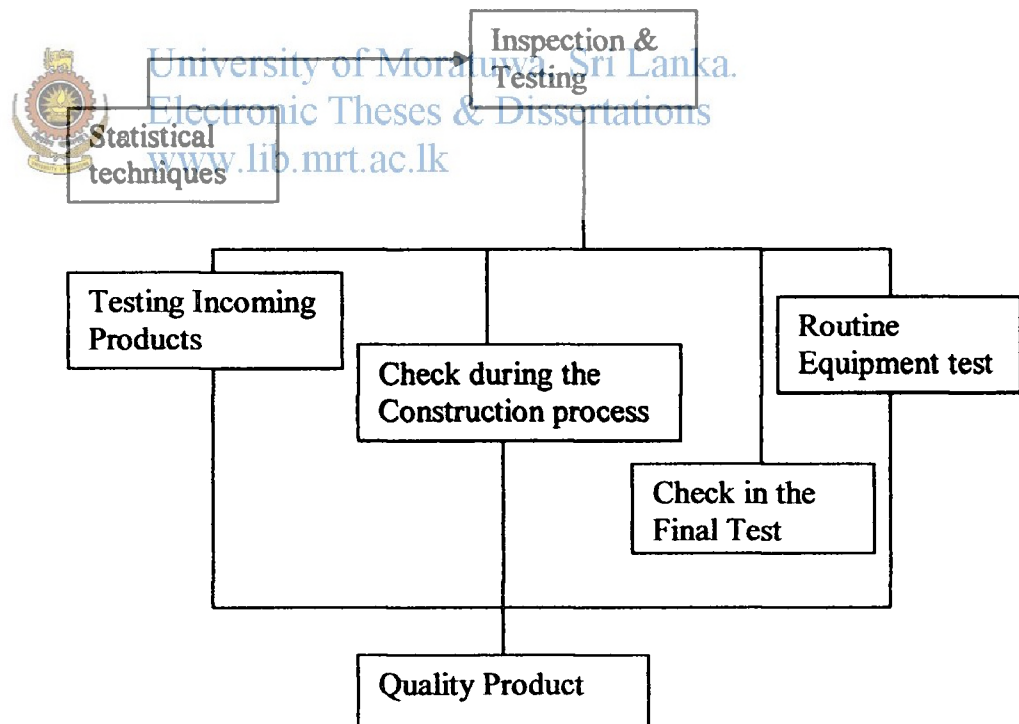 Inspection &
Testing
University of Moratuwa, Sri Lanka.
Electronic Theses & Dissertations
www.lib.mrt.ac.lk
Statistical
techniques
Testing Incoming
Products
Routine
Equipment test
Check during the
Construction process
Check in the
Final Test
Quality Product